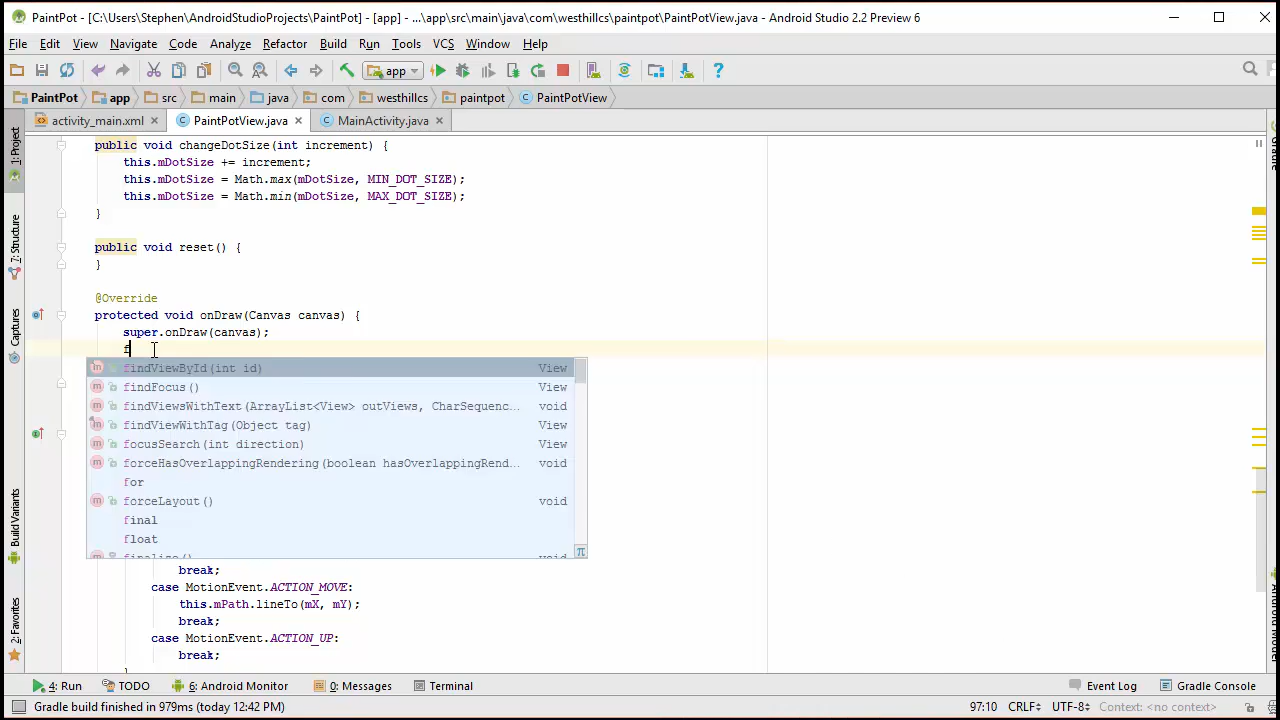 PaintPot - [C:\Users\Stephen\AndroidStudioProjects\PaintPot] - [app] - ...\app\src\main\java\com\westhillcs\paintpot\PaintPotView.java - Android Studio 2.2 Preview 6
File Edit View Navigate Code Analyze Refactor Build Run Tools VCS Window Help
app
PaintPot app src main java com westhillcs paintpot PaintPotView
activity_main.xml PaintPotView.java MainActivity.java
1: Project
7: Structure
Captures
Build Variants
2: Favorites
public void changeDotSize(int increment) {
this.mDotSize += increment;
this.mDotSize = Math.max(mDotSize, MIN_DOT_SIZE);
this.mDotSize = Math.min(mDotSize, MAX_DOT_SIZE);
}
public void reset() {
}
@Override
protected void onDraw(Canvas canvas) {
super.onDraw(canvas);
f
findViewById(int id) View
findFocus() View
findViewsWithText(ArrayList<View> outViews, CharSequenc... void
findViewWithTag(Object tag) View
focusSearch(int direction) View
forceHasOverlappingRendering(boolean hasOverlappingRend... void
for
forceLayout() void
final
float
finalize() void
π
break;
case MotionEvent.ACTION_MOVE:
this.mPath.lineTo(mX, mY);
break;
case MotionEvent.ACTION_UP:
break;
}
Gradle
Android Model
4: Run TODO 6: Android Monitor 0: Messages Terminal Event Log Gradle Console
Gradle build finished in 979ms (today 12:42 PM) 97:10 CRLF UTF-8 Context: <no context>